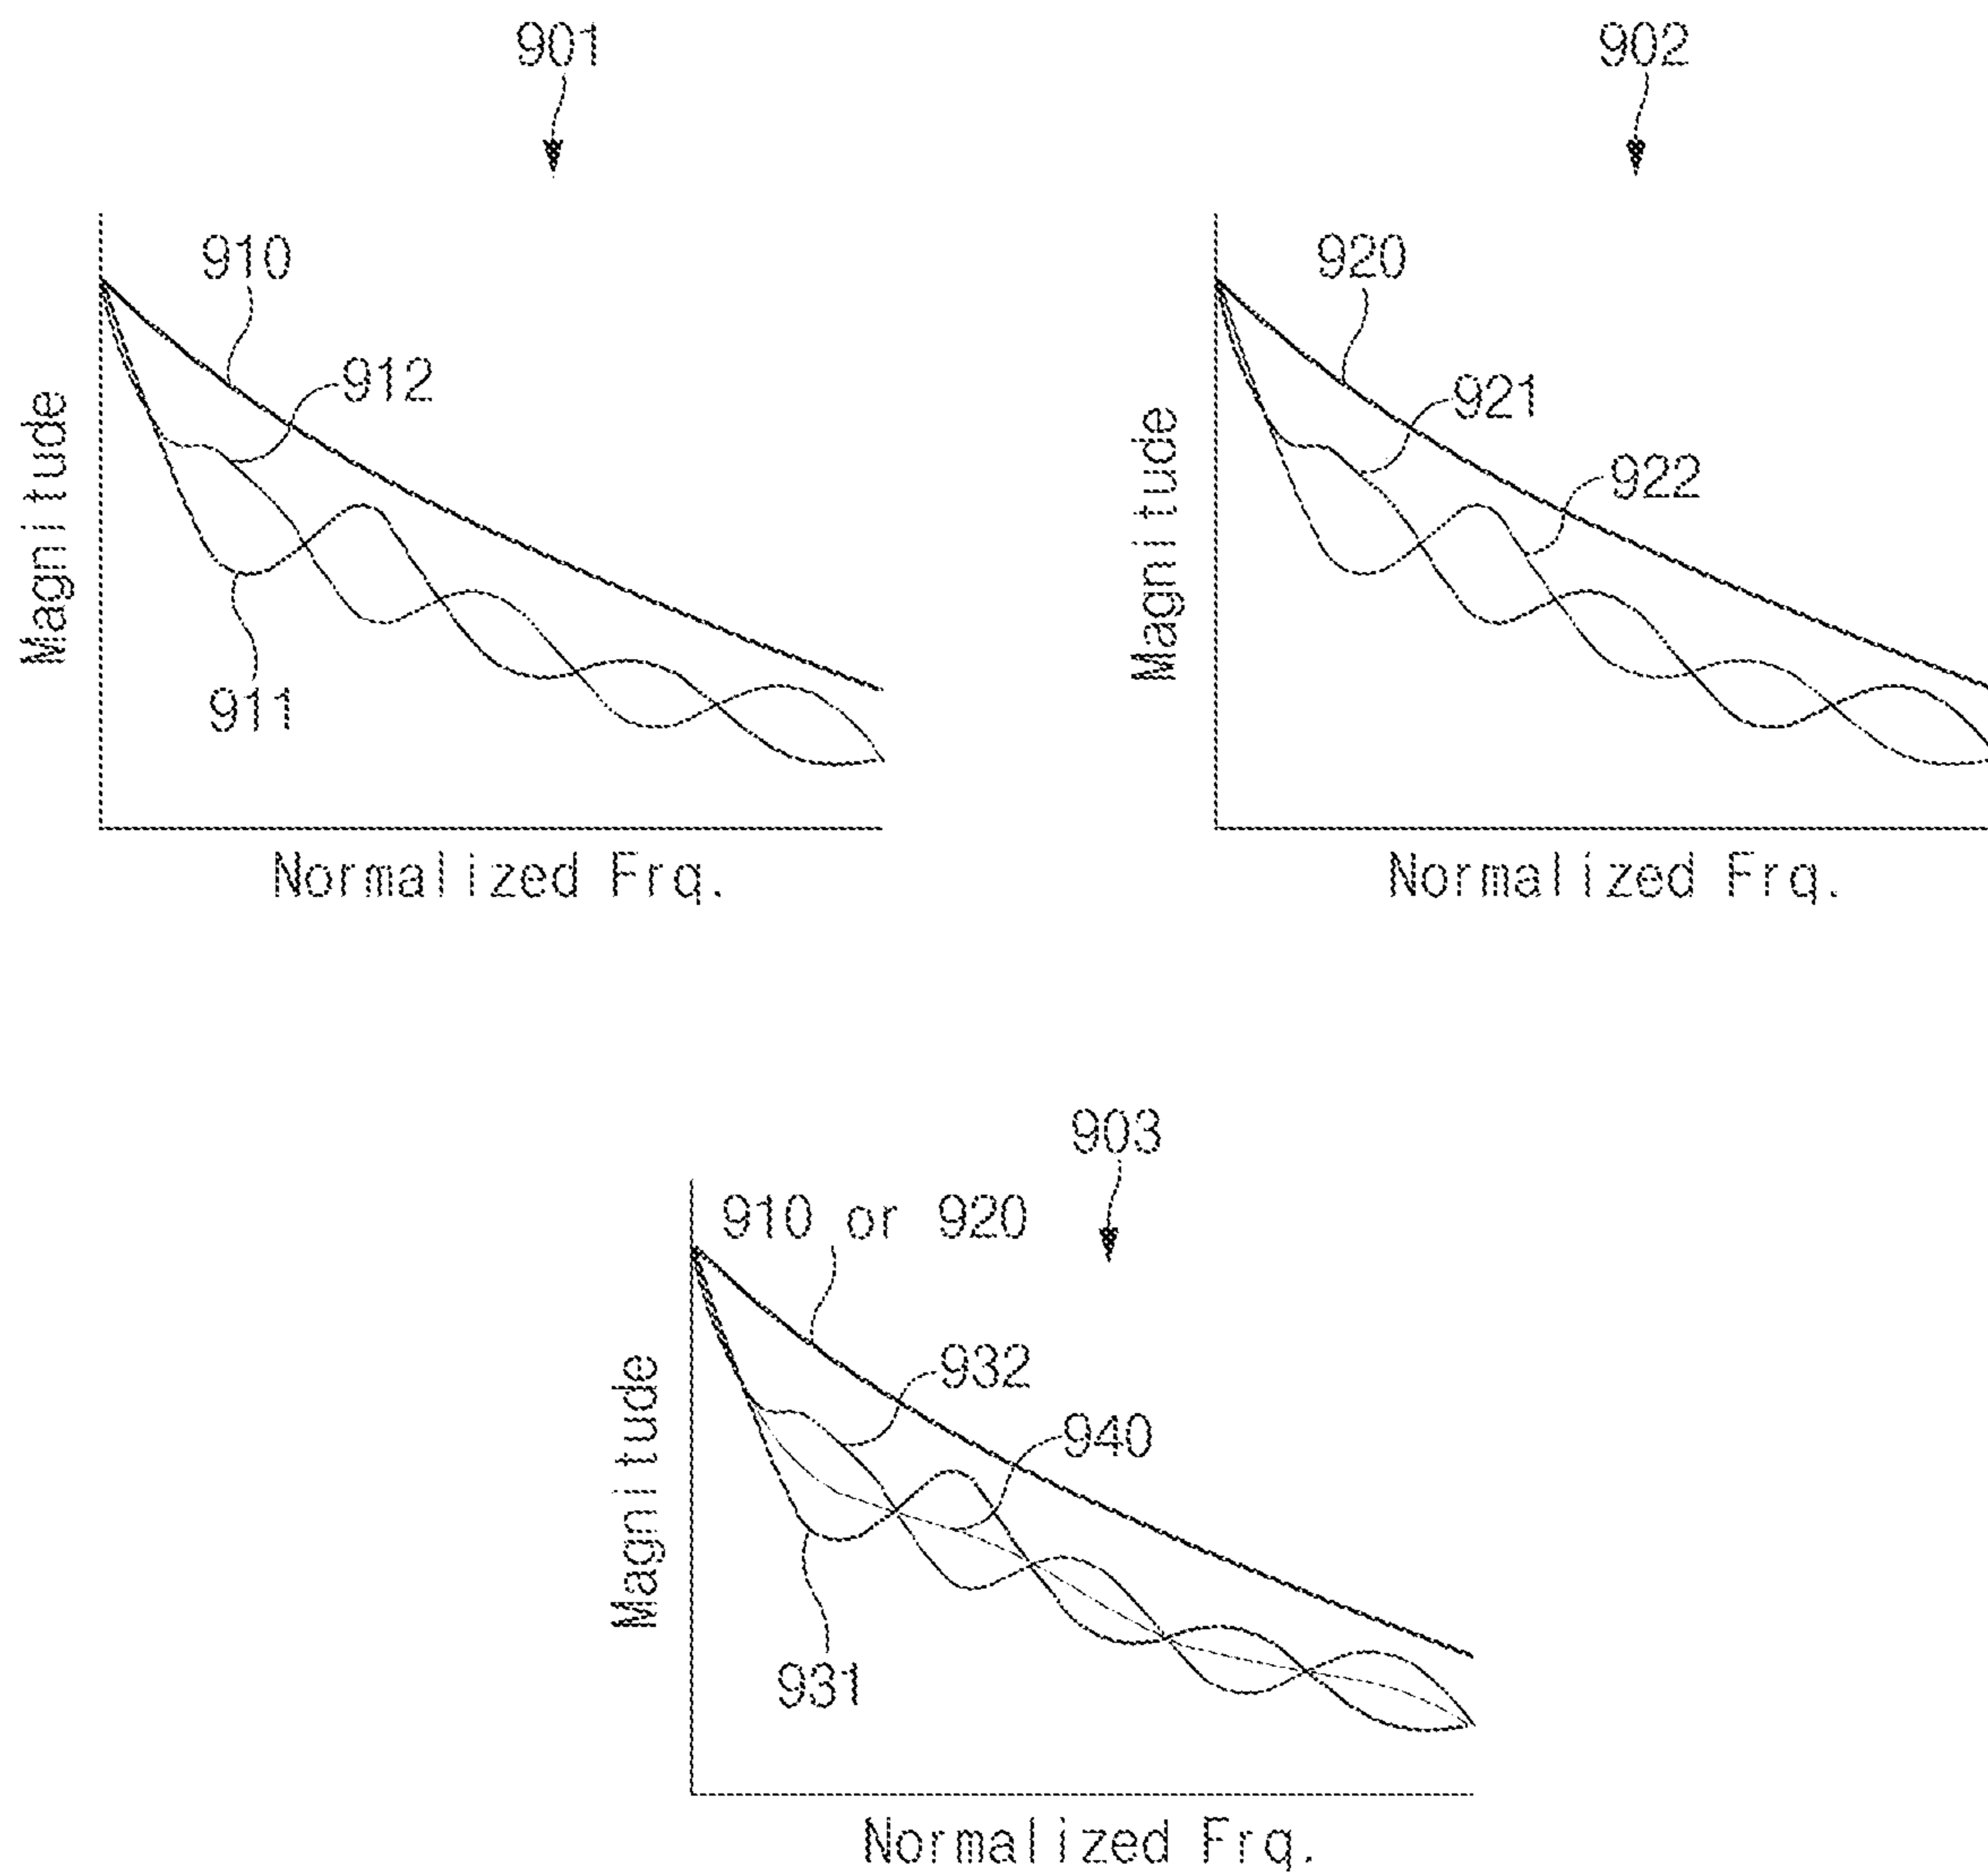 901
910
912
911
Magnitude
Normalized Frq.
902
920
921
922
Magnitude
Normalized Frq.
903
910 or 920
932
940
931
Magnitude
Normalized Frq.